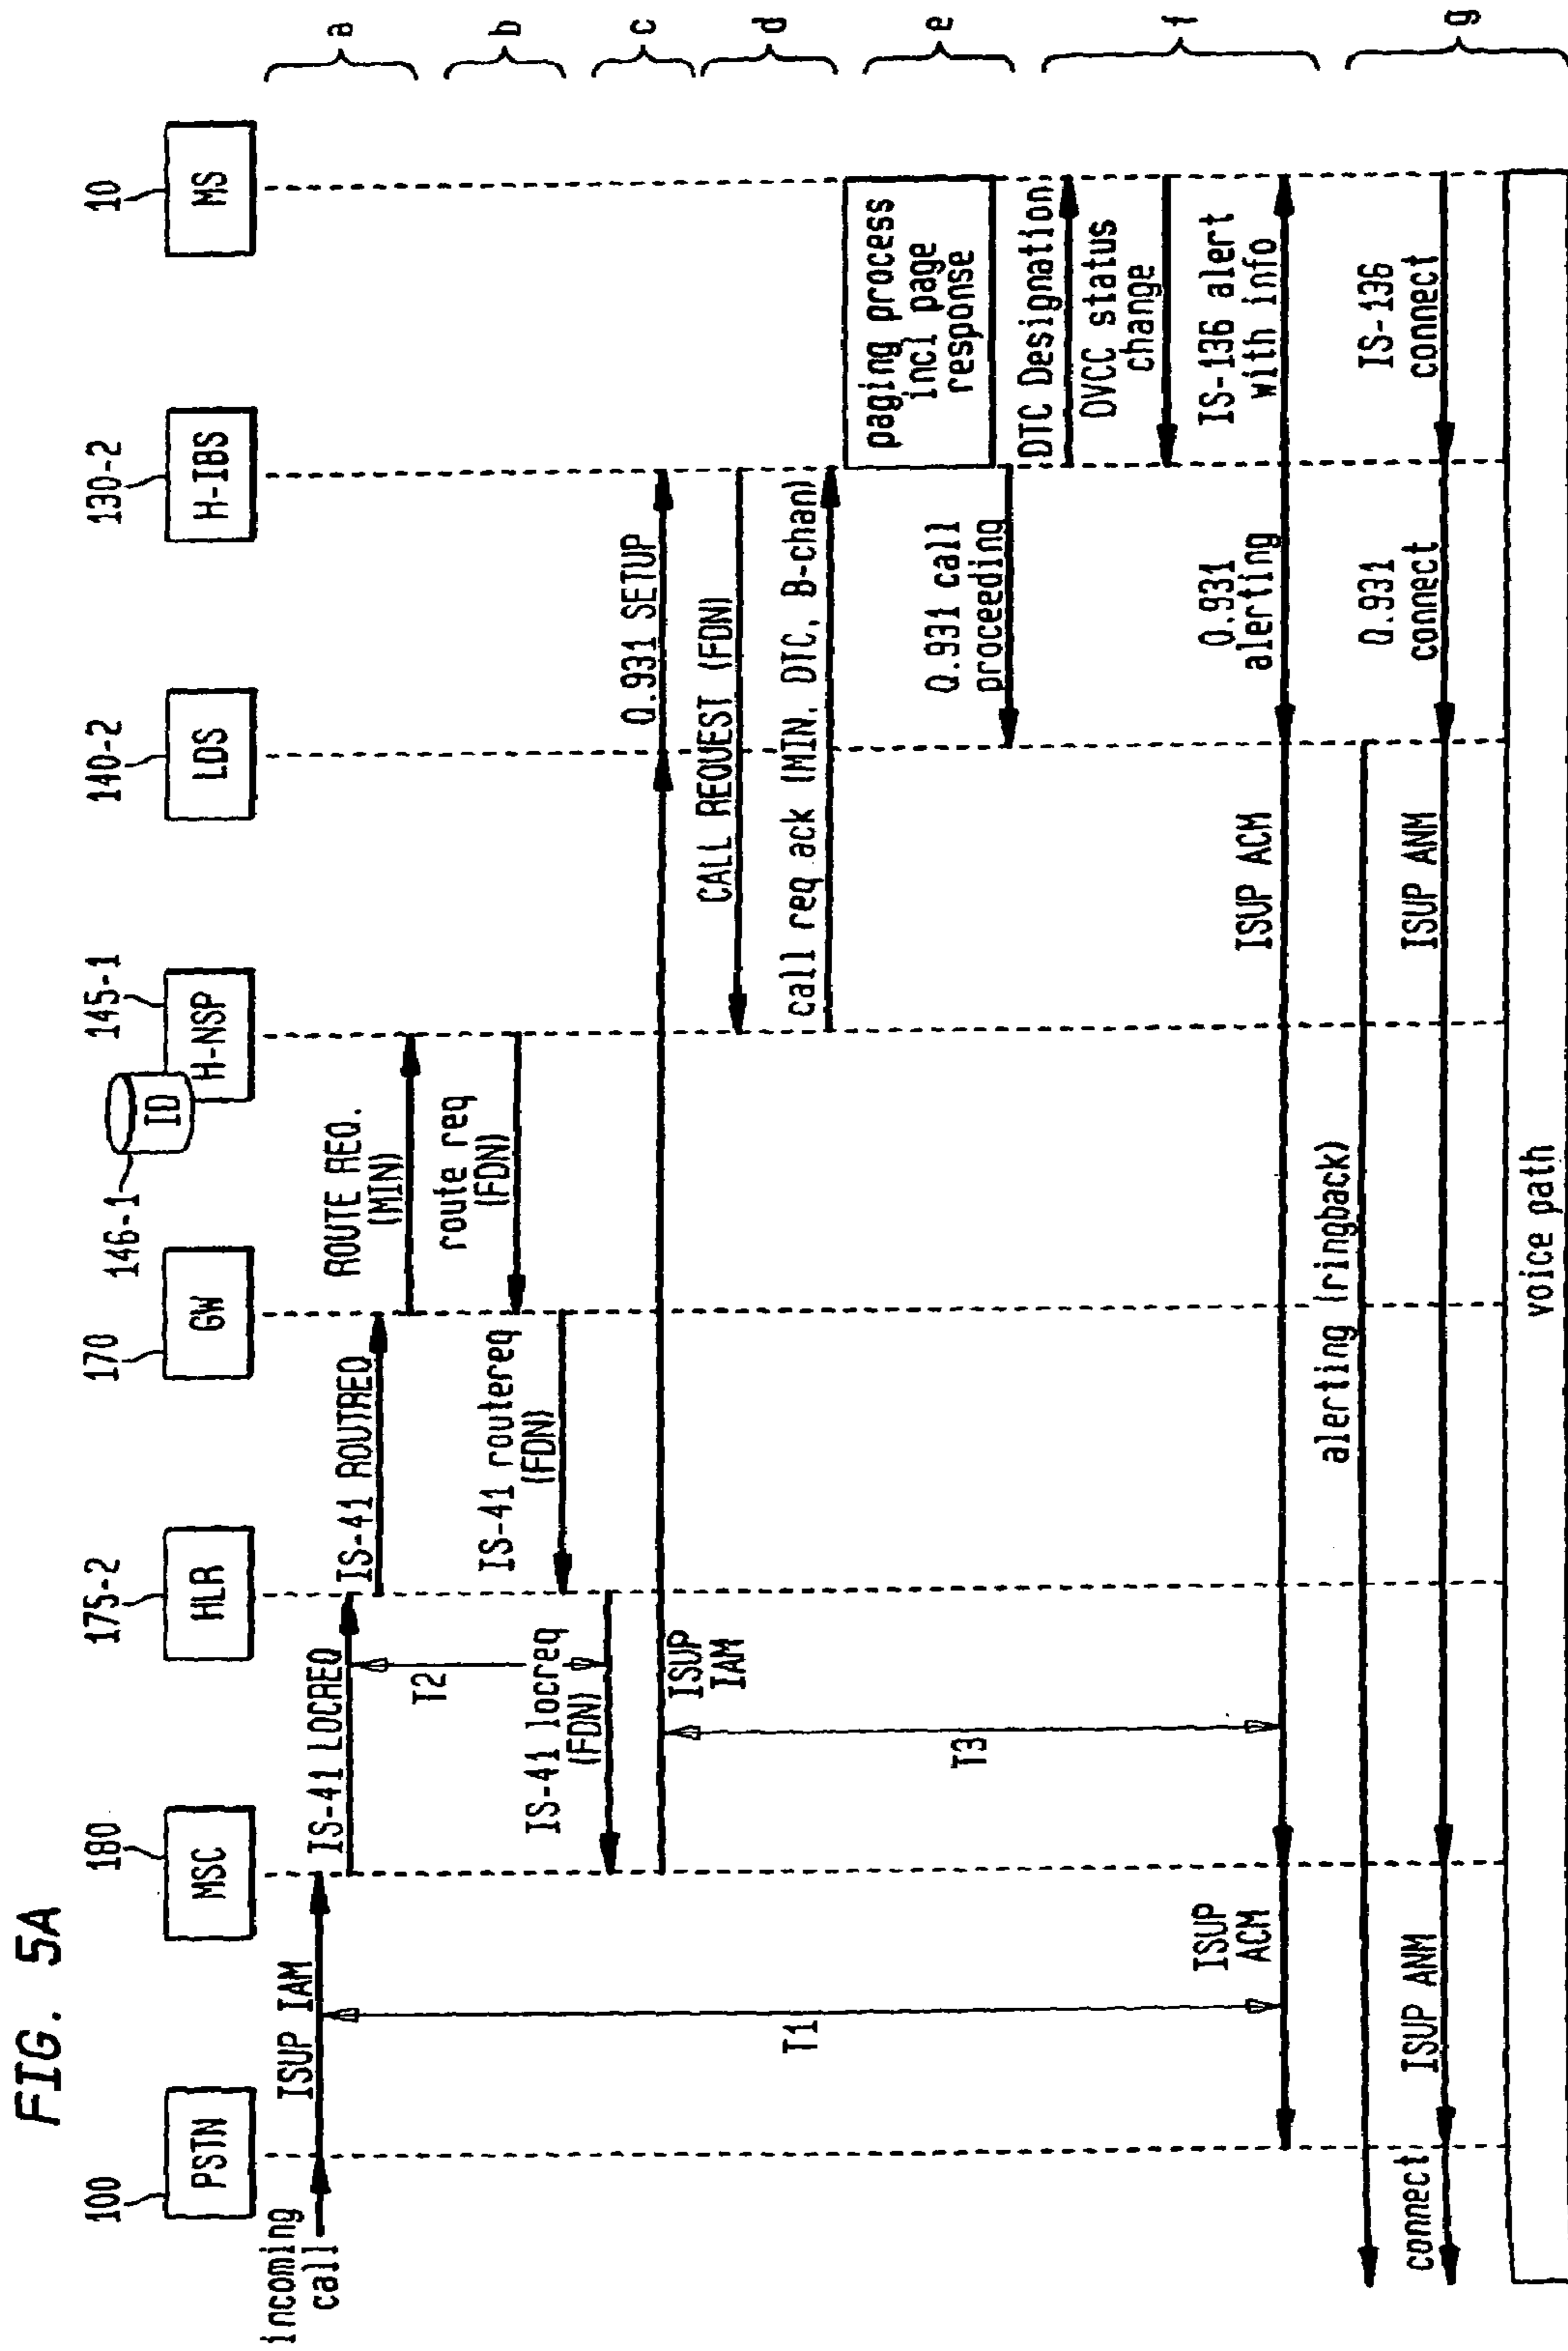 FIG. 5A
100
180
175-2
170
146-1
145-1
140-2
130-2
10
PSTN
MSC
HLR
GW
ID
H-NSP
LDS
H-IBS
MS
incoming
call
ISUP IAM
IS-41 LOCREQ
IS-41 ROUTREQ
ROUTE REQ.
(MIN)
a
route req
(FDN)
IS-41 routereq
(FDN)
IS-41 locreq
(FDN)
T2
b
ISUP
IAM
Q.931 SETUP
c
CALL REQUEST (FDN)
call req ack (MIN, DTC, B-chan)
d
paging process
incl page
response
Q.931 call
proceeding
e
T1
T3
DTC Designation
DVCC status
change
IS-136 alert
with info
Q.931
alerting
ISUP ACM
ISUP
ACM
f
alerting (ringback)
IS-136
connect
Q.931
connect
ISUP ANM
ISUP ANM
connect
g
voice path